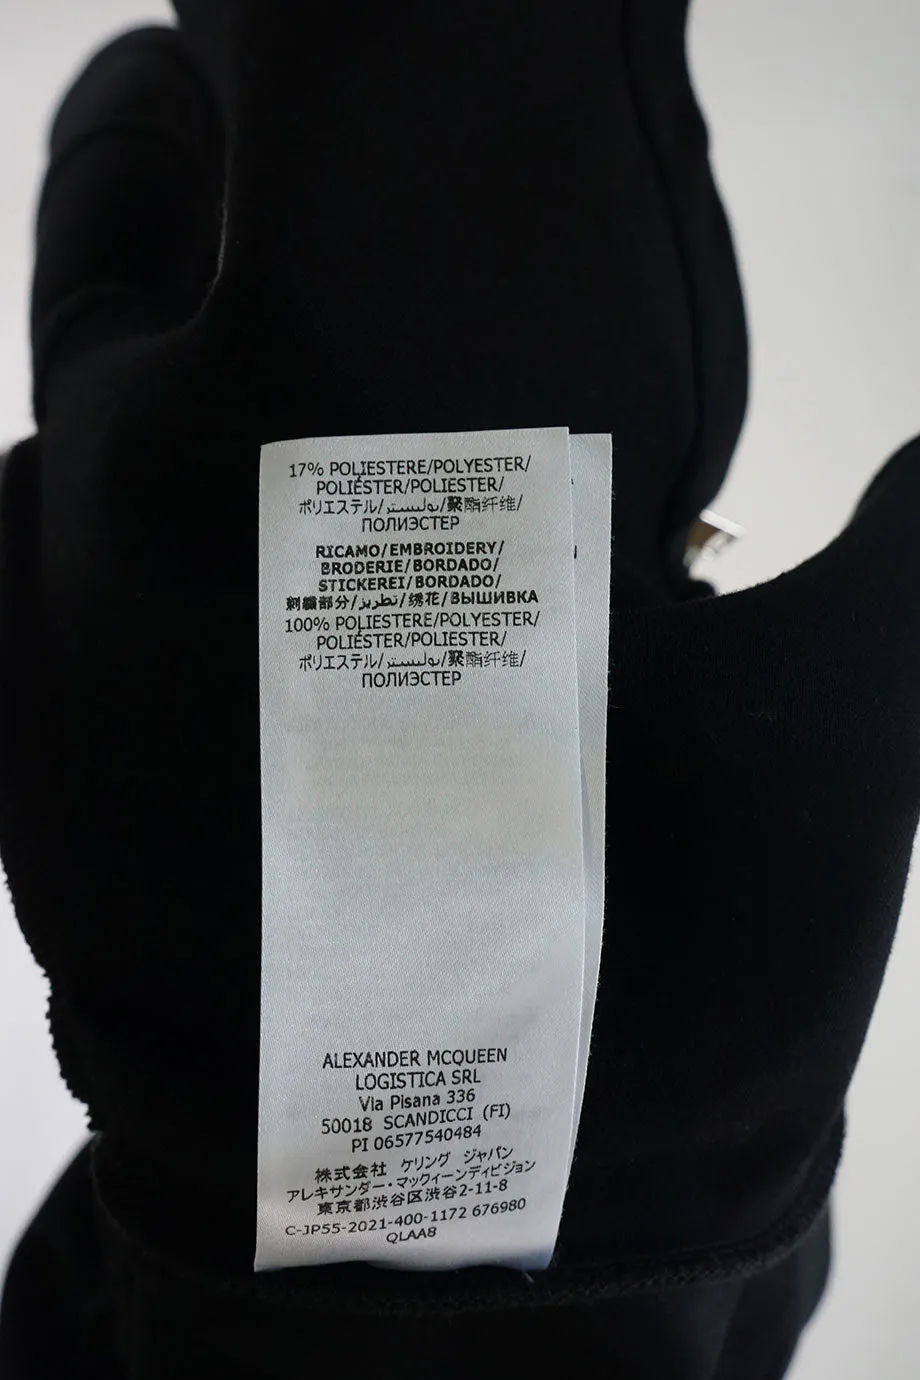 17% POLIESTERE/POLYESTER/
POLIESTER/POLIÉSTER/
ポリエステル/بوليستر/聚酯纤维/
ПОЛИЭСТЕР
RICAMO/EMBROIDERY/
BRODERIE/BORDADO/
STICKEREI/BORDADO/
刺繍部分/تطريز/绣花/ВЫШИВКА
100% POLIESTERE/POLYESTER/
POLIESTER/POLIÉSTER/
ポリエステル/بوليستر/聚酯纤维/
ПОЛИЭСТЕР
ALEXANDER MCQUEEN
LOGISTICA SRL
Via Pisana 336
50018 SCANDICCI (FI)
PI 06577540484
株式会社 ケリング ジャパン
アレキサンダー・マックイーンディビジョン
東京都渋谷区渋谷2-11-8
C-JP55-2021-400-1172 676980
QLAA8